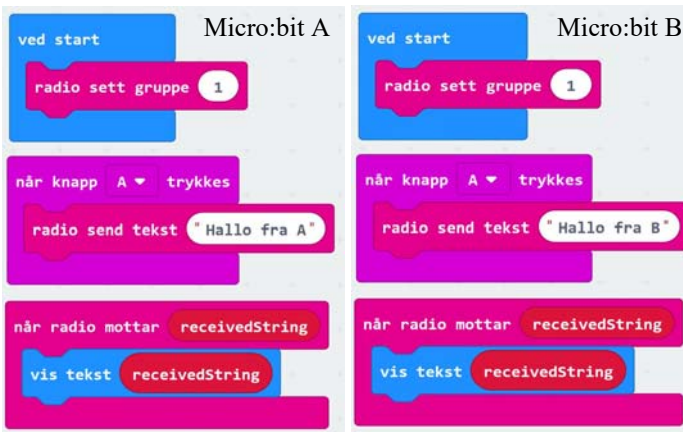 Micro:bit A
ved start
radio sett gruppe 1
når knapp A trykkes
radio send tekst "Hallo fra A"
når radio mottar receivedString
vis tekst receivedString
Micro:bit B
ved start
radio sett gruppe 1
når knapp A trykkes
radio send tekst "Hallo fra B"
når radio mottar receivedString
vis tekst receivedString